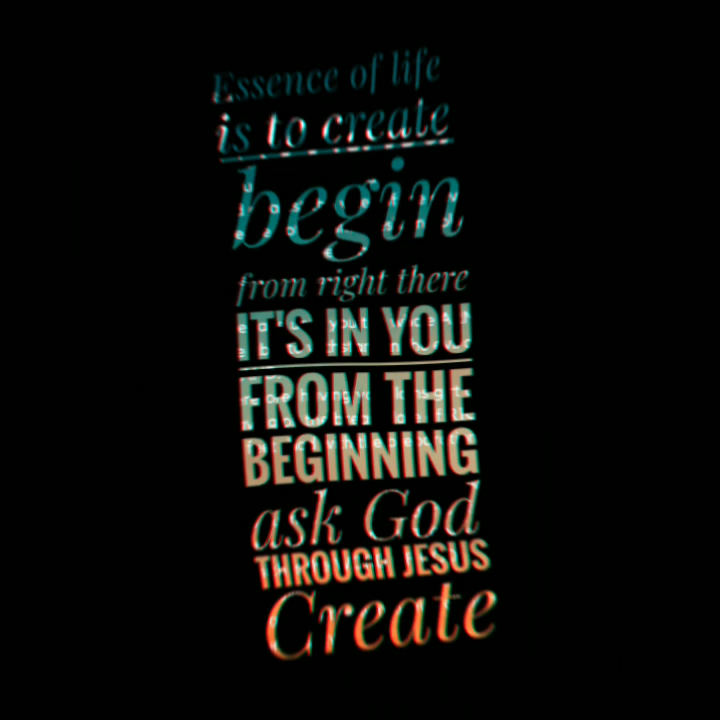 Essence of life
is to create
begin
from right there
IT'S IN YOU
FROM THE
BEGINNING
ask God
THROUGH JESUS
Create